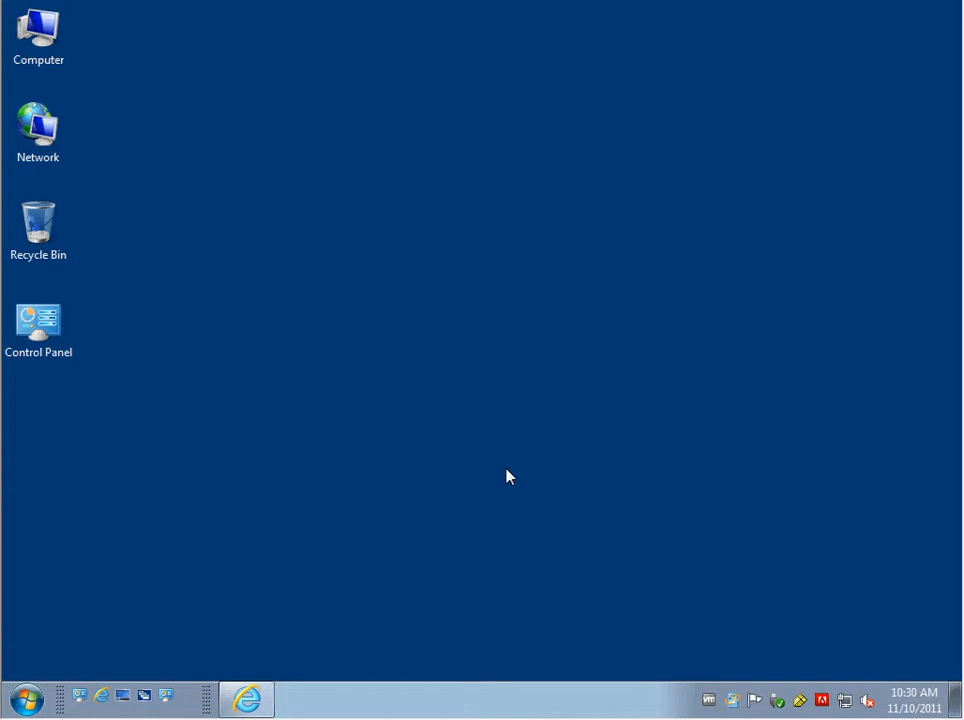 Computer
Network
Recycle Bin
Control Panel
10:30 AM
11/10/2011